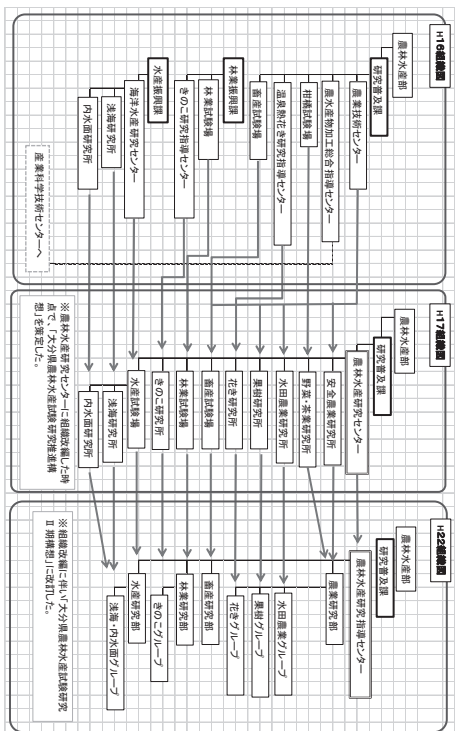 H16組織図
農林水産部
研究普及課
農業技術センター
柑橘試験場
農水産物加工総合指導センター
温泉熱花き研究指導センター
畜産試験場
林業振興課
林業試験場
きのこ研究指導センター
水産振興課
海洋水産研究センター
浅海研究所
内水面研究所
産業科学技術センターへ
H17組織図
農林水産部
研究普及課
農林水産研究センター
安全農業研究所
野菜・茶業研究所
水田農業研究所
果樹研究所
花き研究所
畜産試験場
林業試験場
きのこ研究所
水産試験場
浅海研究所
内水面研究所
※農林水産研究センターに組織改編した時
点で、「大分県農林水産試験研究推進構
想」を策定した。
H22組織図
農林水産部
研究普及課
農林水産研究指導センター
農業研究部
水田農業グループ
果樹グループ
花きグループ
畜産研究部
林業研究部
きのこグループ
水産研究部
浅海・内水面グループ
※組織改編に伴い「大分県農林水産試験研究
Ⅱ期構想」に改訂した。